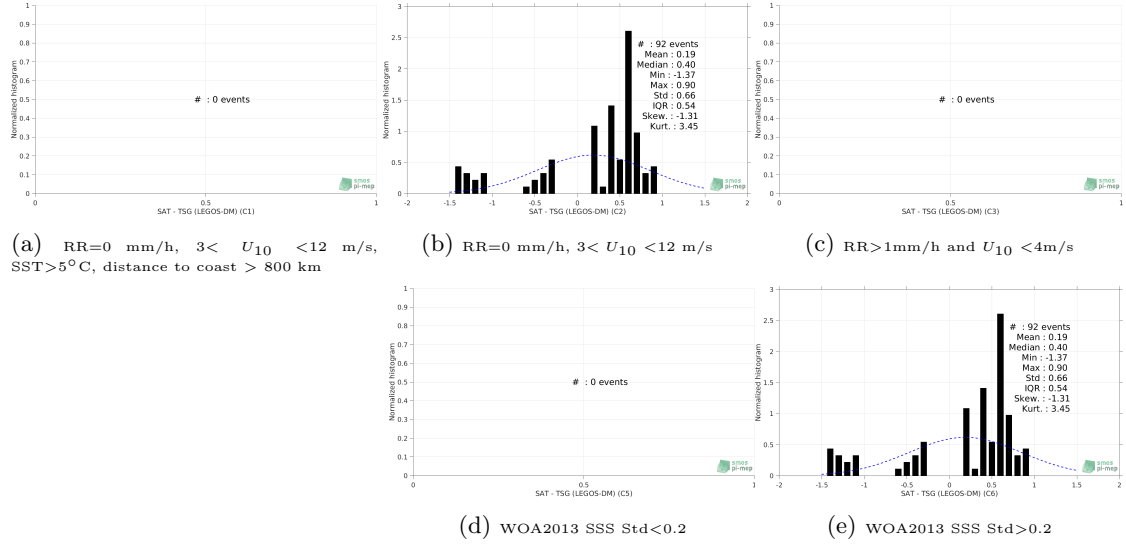 1
0.9
0.8
0.7
0.6
0.5
0.4
0.3
0.2
0.1
0
Normalized histogram
# : 0 events
0 0.5 1
SAT - TSG (LEGOS-DM) (C1)
smos
pi-mep
(a) RR=0 mm/h, 3< U10 <12 m/s,
SST>5°C, distance to coast > 800 km
3
2.5
2
1.5
1
0.5
0
Normalized histogram
# : 92 events
Mean : 0.19
Median : 0.40
Min : -1.37
Max : 0.90
Std : 0.66
IQR : 0.54
Skew. : -1.31
Kurt. : 3.45
-2 -1.5 -1 -0.5 0 0.5 1 1.5 2
SAT - TSG (LEGOS-DM) (C2)
smos
pi-mep
(b) RR=0 mm/h, 3< U10 <12 m/s
1
0.9
0.8
0.7
0.6
0.5
0.4
0.3
0.2
0.1
0
Normalized histogram
# : 0 events
0 0.5 1
SAT - TSG (LEGOS-DM) (C3)
smos
pi-mep
(c) RR>1mm/h and U10 <4m/s
1
0.9
0.8
0.7
0.6
0.5
0.4
0.3
0.2
0.1
0
Normalized histogram
# : 0 events
0 0.5 1
SAT - TSG (LEGOS-DM) (C5)
smos
pi-mep
(d) WOA2013 SSS Std<0.2
3
2.5
2
1.5
1
0.5
0
Normalized histogram
# : 92 events
Mean : 0.19
Median : 0.40
Min : -1.37
Max : 0.90
Std : 0.66
IQR : 0.54
Skew. : -1.31
Kurt. : 3.45
-2 -1.5 -1 -0.5 0 0.5 1 1.5 2
SAT - TSG (LEGOS-DM) (C6)
smos
pi-mep
(e) WOA2013 SSS Std>0.2